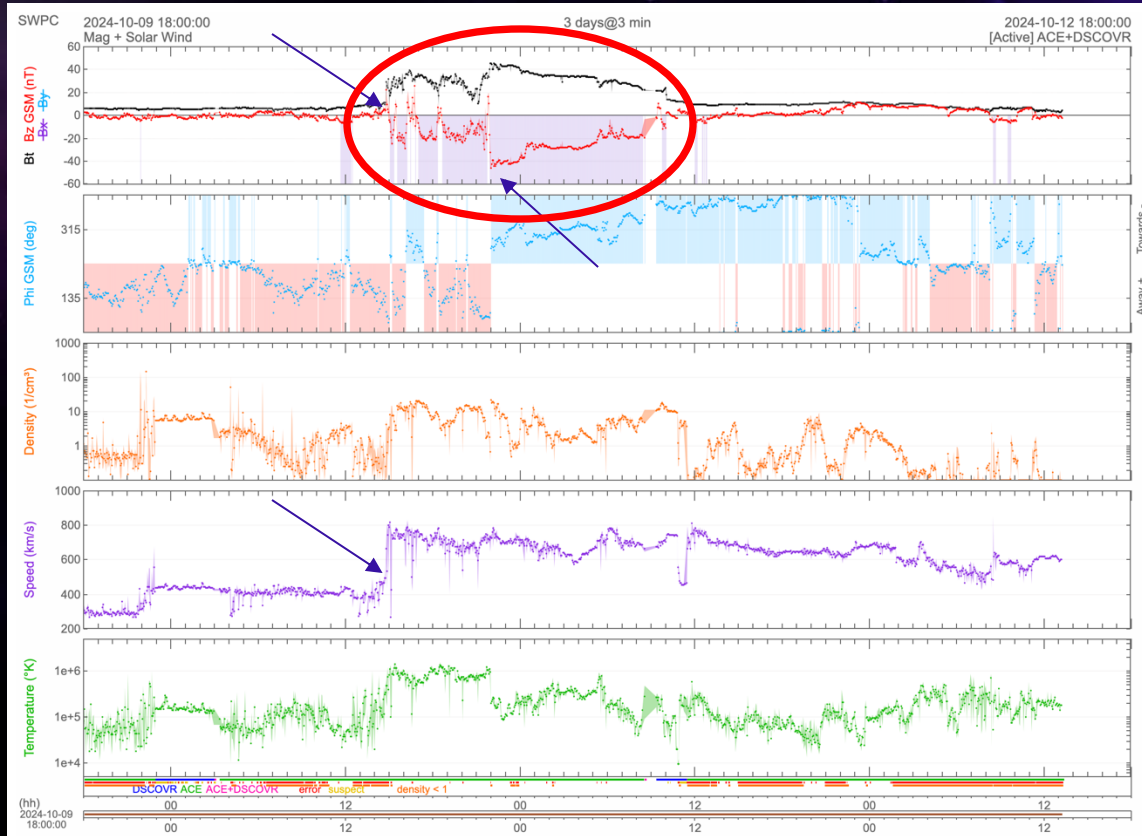 SWPC
2024-10-09 18:00:00
3 days@3 min
2024-10-12 18:00:00
Mag + Solar Wind
[Active] ACE+DSCOVR
Bt Bz GSM (nT)
Bx By
60
40
20
0
-20
-40
-60
Phi GSM (deg)
315
135
Towards -
Away +
Density (1/cm³)
1000
100
10
1
Speed (km/s)
1000
800
600
400
200
Temperature (°K)
1e+6
1e+5
1e+4
DSCOVR ACE ACE+DSCOVR error suspect density < 1
(hh)
00 12 00 12 00 12
2024-10-09
18:00:00
00 12 00 12 00 12